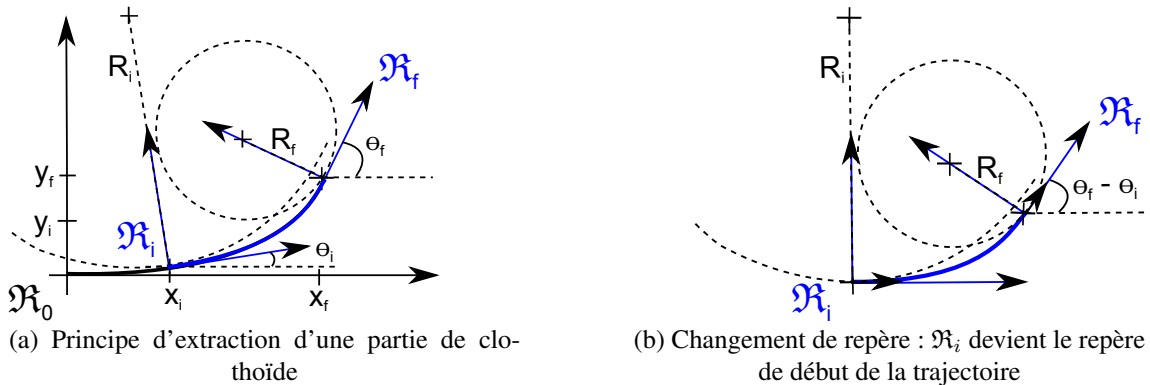 R_i
ℜ_f
R_f
θ_f
y_f
y_i
ℜ_i
θ_i
ℜ_0
x_i
x_f
(a) Principe d'extraction d'une partie de clo-
thoïde
R_i
ℜ_f
R_f
θ_f - θ_i
ℜ_i
(b) Changement de repère : ℜ_i devient le repère
de début de la trajectoire